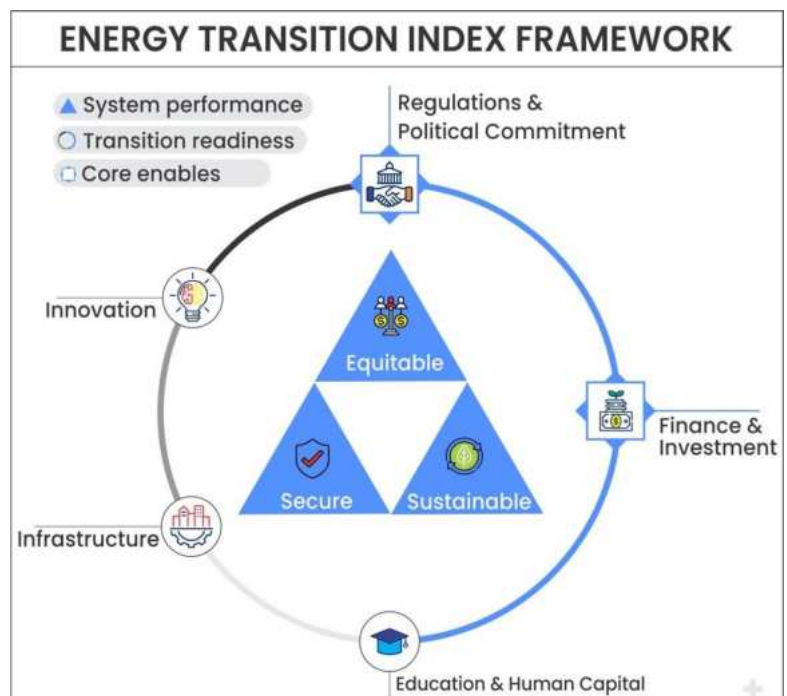 ENERGY TRANSITION INDEX FRAMEWORK
System performance
Transition readiness
Core enables
Regulations &
Political Commitment
Innovation
Equitable
Finance &
Investment
Secure
Sustainable
Infrastructure
Education & Human Capital